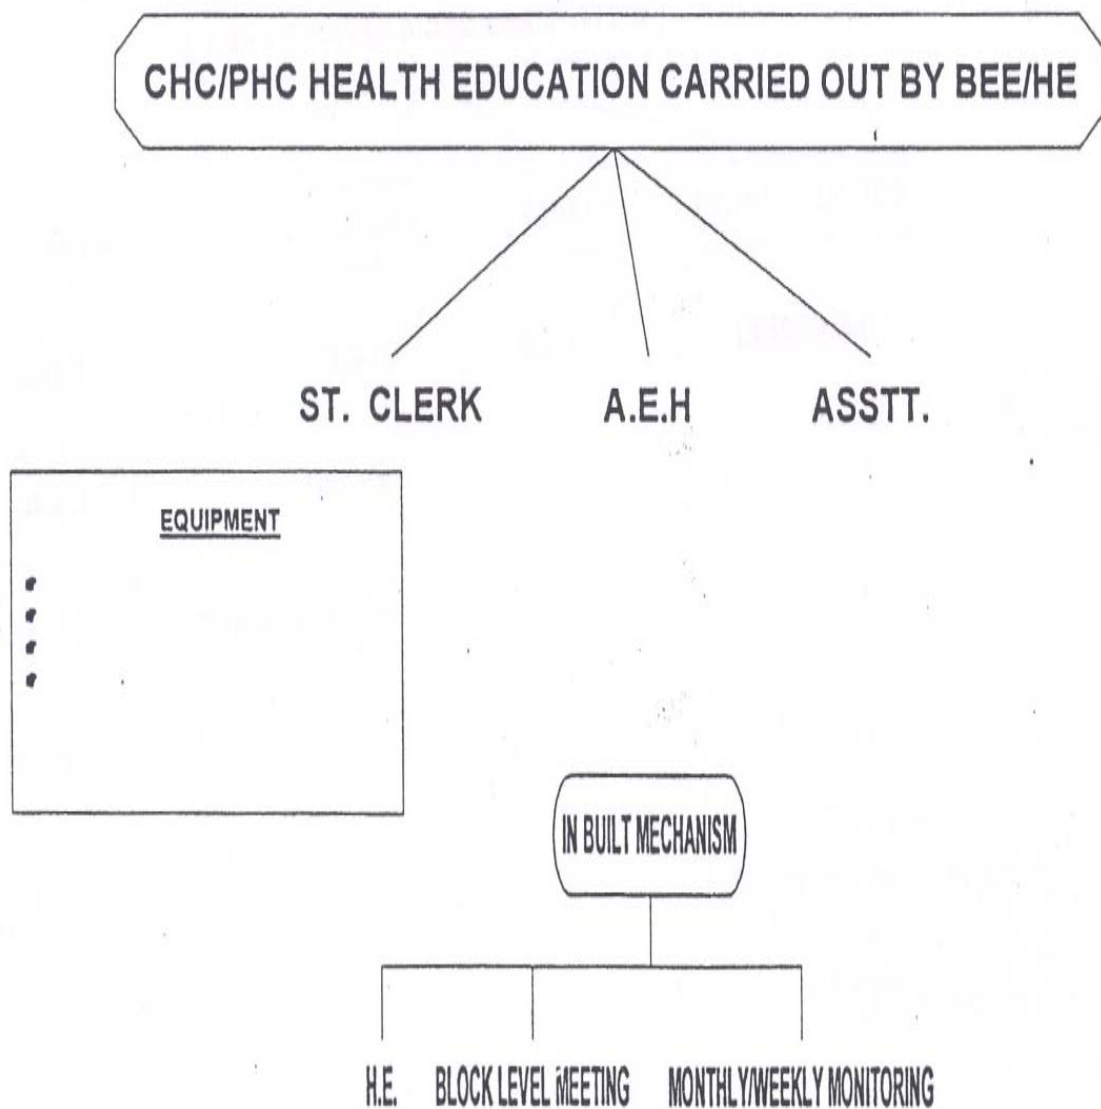 CHC/PHC HEALTH EDUCATION CARRIED OUT BY BEE/HE
ST. CLERK A.E.H ASSTT.
EQUIPMENT
IN BUILT MECHANISM
H.E. BLOCK LEVEL MEETING MONTHLY/WEEKLY MONITORING